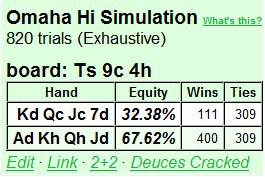 Omaha Hi Simulation What's this?
820 trials (Exhaustive)
board: Ts 9c 4h
Hand Equity Wins Ties
Kd Qc Jc 7d 32.38% 111 309
Ad Kh Qh Jd 67.62% 400 309
Edit · Link · 2+2 · Deuces Cracked